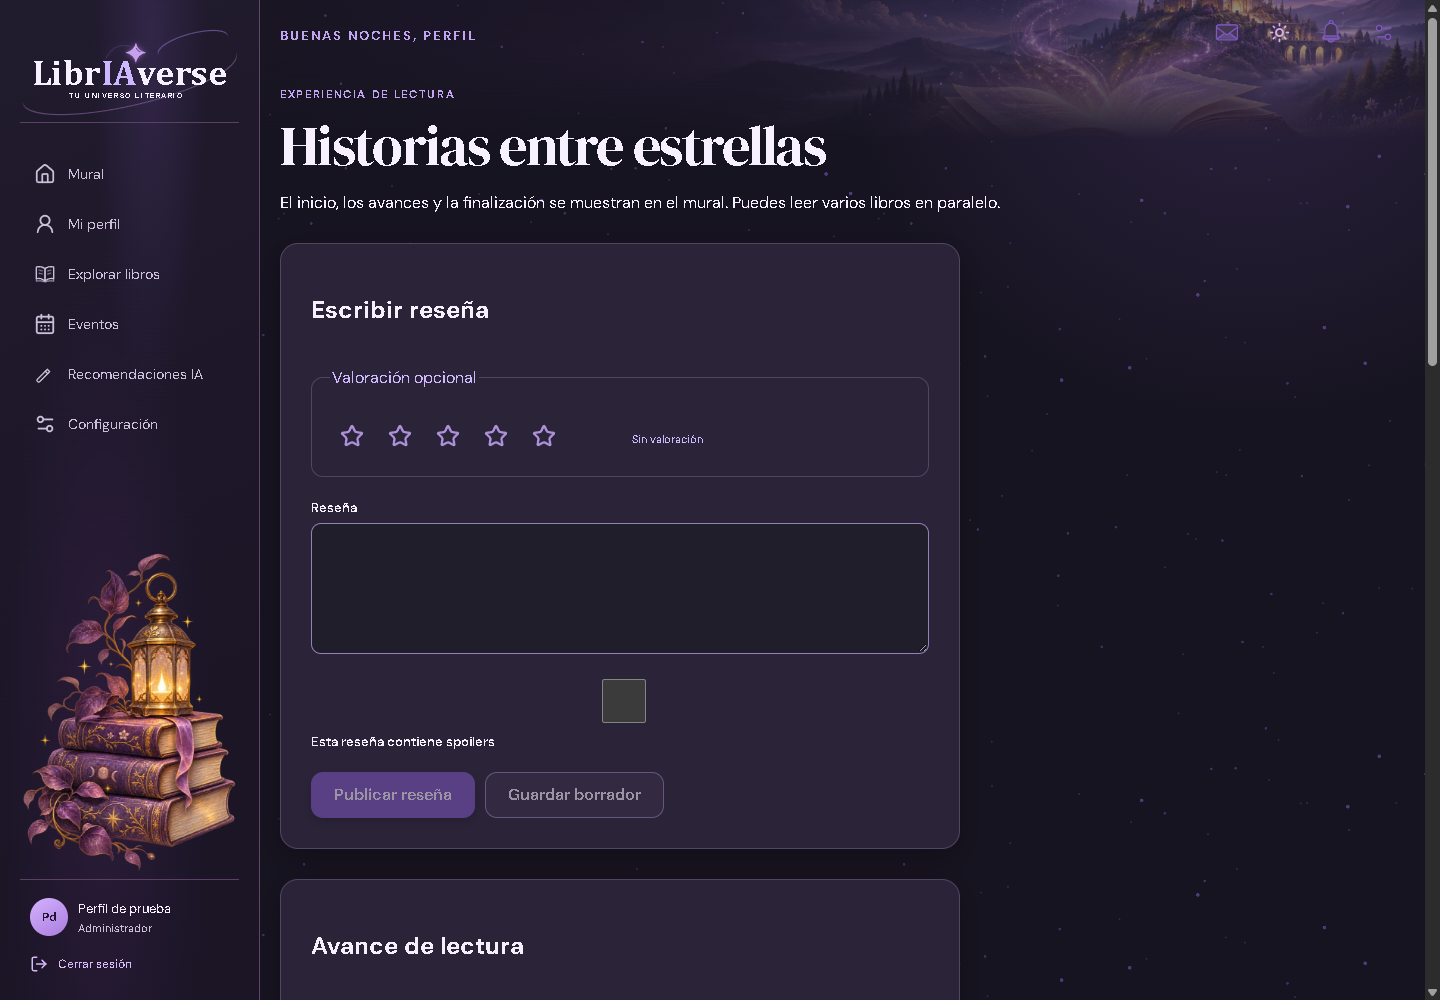 LibrIAverse
TU UNIVERSO LITERARIO
Mural
Mi perfil
Explorar libros
Eventos
Recomendaciones IA
Configuración
Pd
Perfil de prueba
Administrador
Cerrar sesión
BUENAS NOCHES, PERFIL
EXPERIENCIA DE LECTURA
Historias entre estrellas
El inicio, los avances y la finalización se muestran en el mural. Puedes leer varios libros en paralelo.
Escribir reseña
Valoración opcional
Sin valoración
Reseña
Esta reseña contiene spoilers
Publicar reseña
Guardar borrador
Avance de lectura